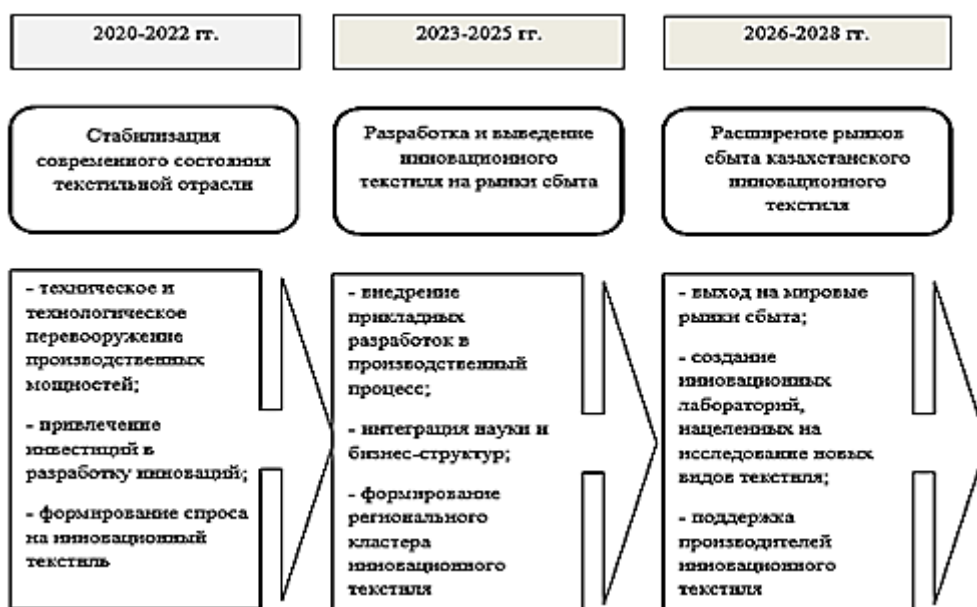 2020-2022 гг.
2023-2025 гг.
2026-2028 гг.
Стабилизация
современного состояния
текстильной отрасли
Разработка и выведение
инновационного
текстиля на рынки сбыта
Расширение рынков
сбыта казахстанского
инновационного
текстиля
- техническое и
технологическое
перевооружение
производственных
мощностей;
- привлечение
инвестиций в
разработку инноваций;
- формирование спроса
на инновационный
текстиль
- внедрение
прикладных
разработок в
производственный
процесс;
- интеграция науки и
бизнес-структур;
- формирование
регионального
кластера
инновационного
текстиля
- выход на мировые
рынки сбыта;
- создание
инновационных
лабораторий,
нацеленных на
исследование новых
видов текстиля;
- поддержка
производителей
инновационного
текстиля